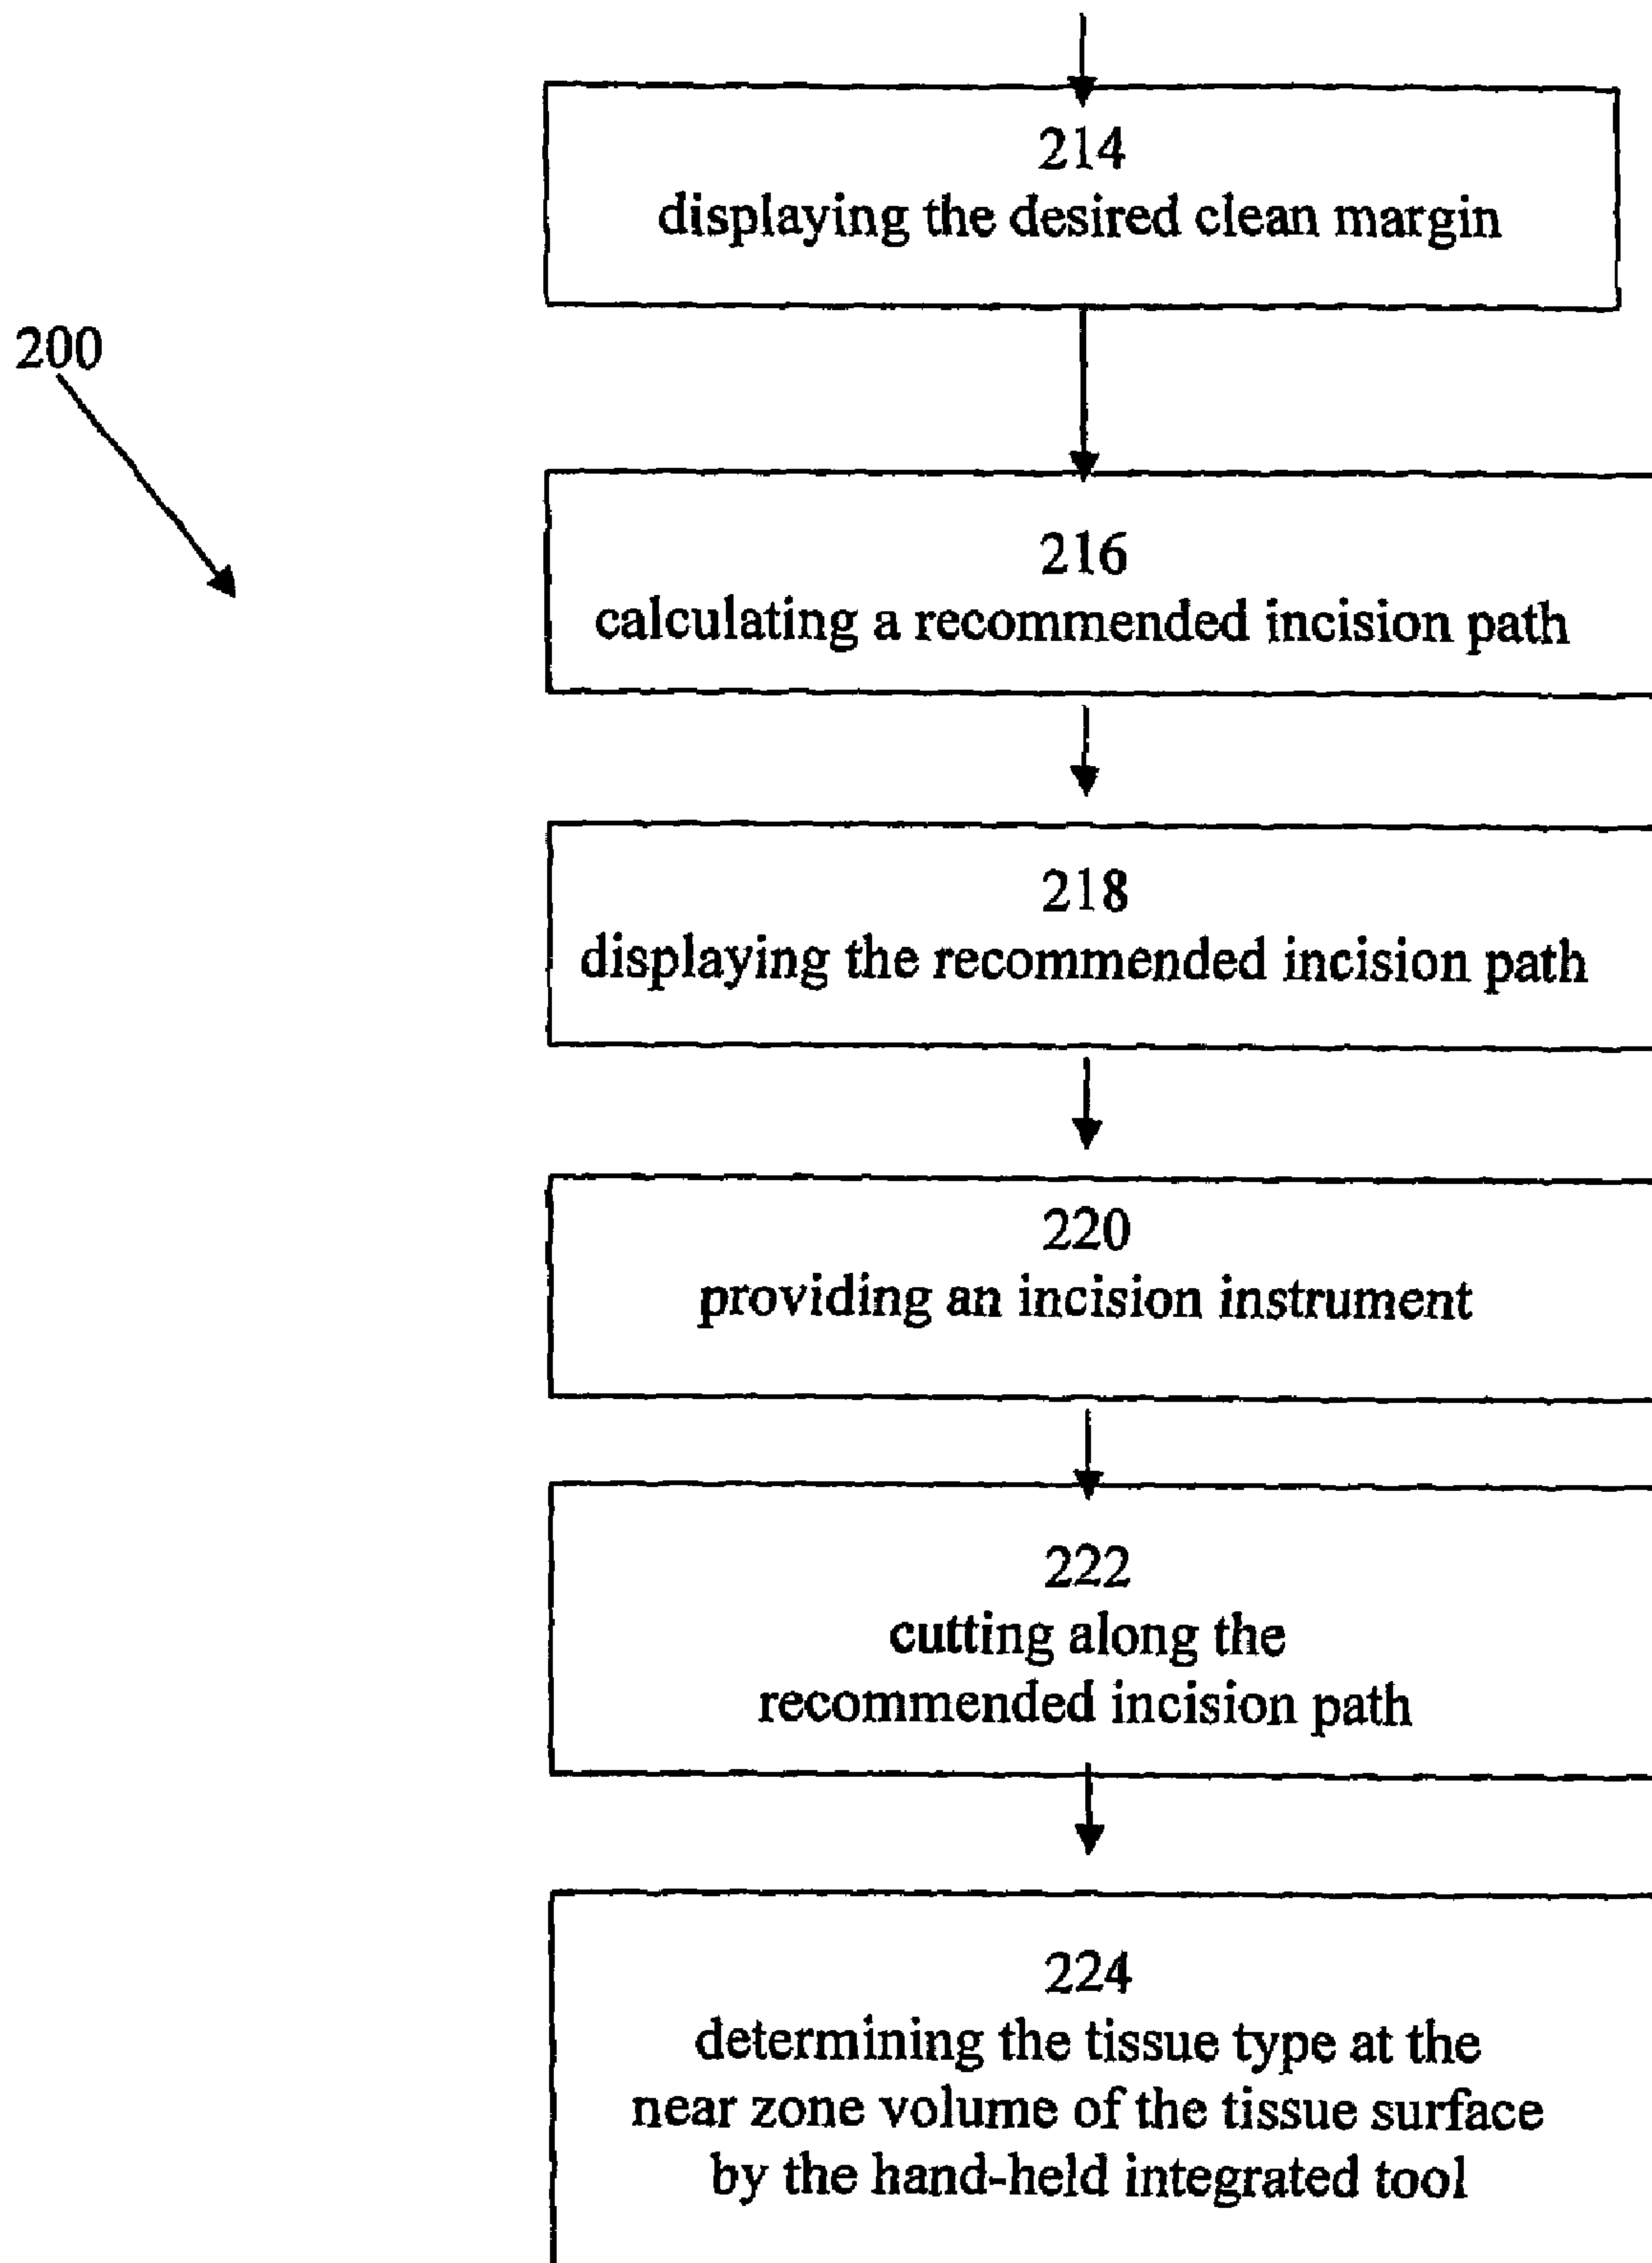 214
displaying the desired clean margin
200
216
calculating a recommended incision path
218
displaying the recommended incision path
220
providing an incision instrument
222
cutting along the
recommended incision path
224
determining the tissue type at the
near zone volume of the tissue surface
by the hand-held integrated tool